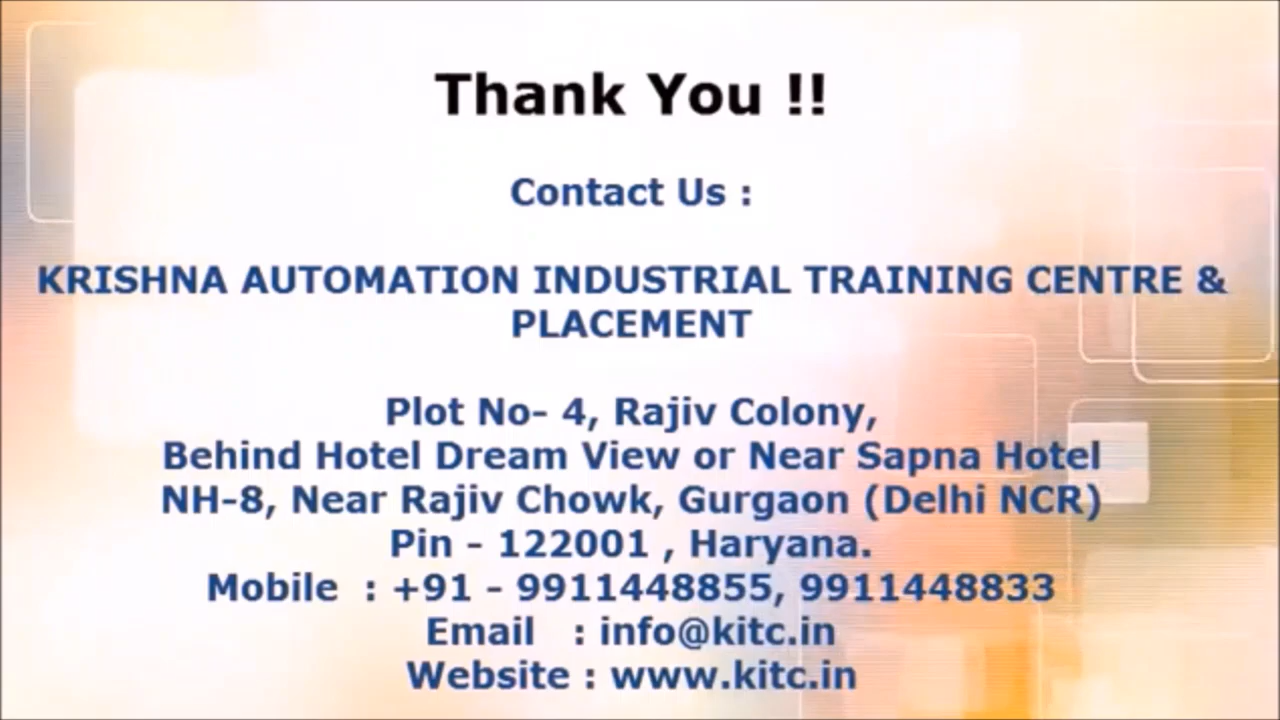 Thank You !!
Contact Us :
KRISHNA AUTOMATION INDUSTRIAL TRAINING CENTRE &
PLACEMENT
Plot No- 4, Rajiv Colony,
Behind Hotel Dream View or Near Sapna Hotel
NH-8, Near Rajiv Chowk, Gurgaon (Delhi NCR)
Pin - 122001 , Haryana.
Mobile  : +91 - 9911448855, 9911448833
Email   : info@kitc.in
Website : www.kitc.in